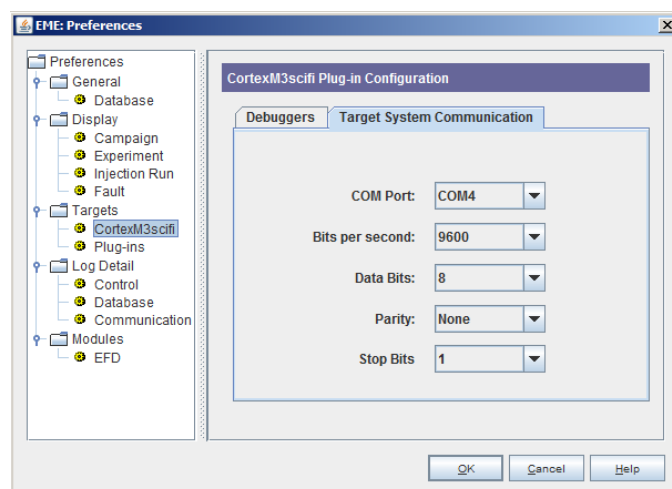 EME: Preferences
Preferences
General
Database
Display
Campaign
Experiment
Injection Run
Fault
Targets
CortexM3scifi
Plug-ins
Log Detail
Control
Database
Communication
Modules
EFD
CortexM3scifi Plug-in Configuration
Debuggers Target System Communication
COM Port: COM4
Bits per second: 9600
Data Bits: 8
Parity: None
Stop Bits 1
OK Cancel Help